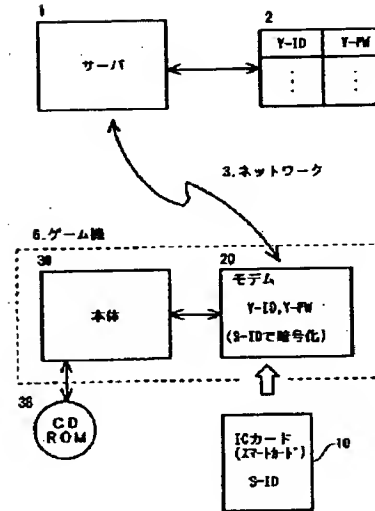 1
2
サーバ
Y-ID Y-PW
3.ネットワーク
6.ゲーム機
30
20
本体
モデム
Y-ID,Y-PW
(S-IDで暗号化)
38
CD
ROM
ICカード
(スマートカード)
S-ID
10